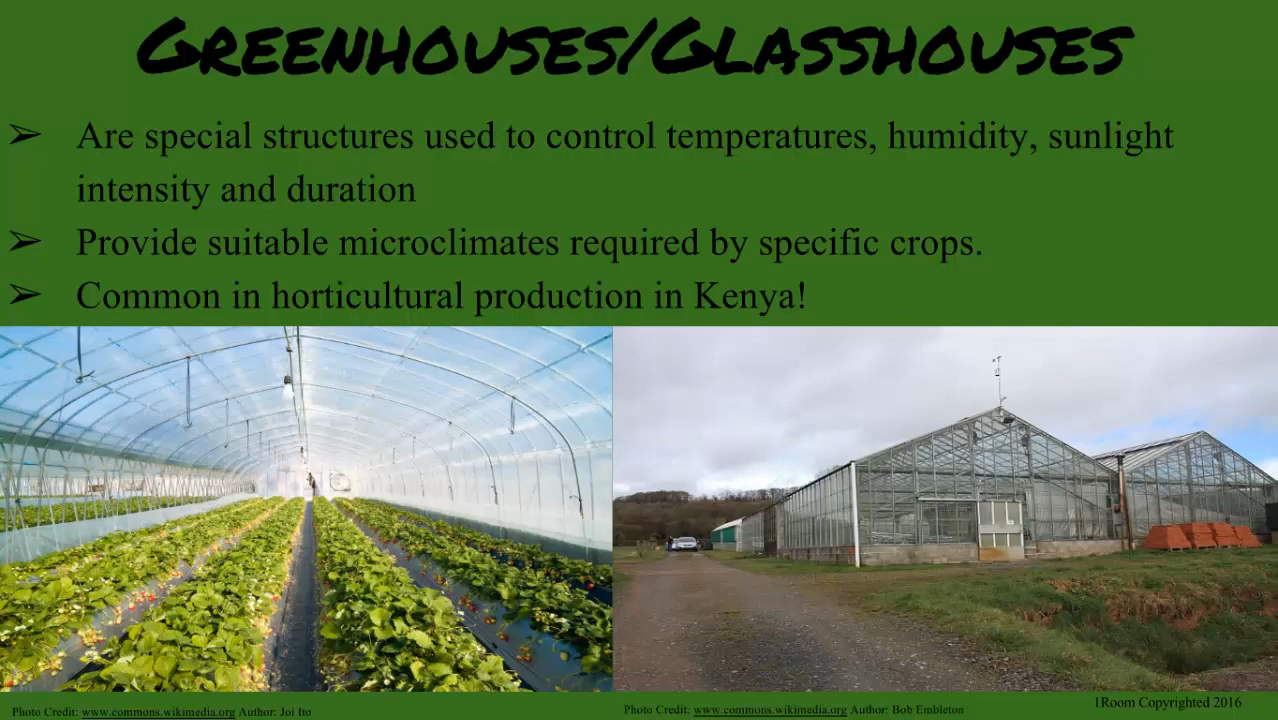 GREENHOUSES/GLASSHOUSES
➢ Are special structures used to control temperatures, humidity, sunlight
intensity and duration
➢ Provide suitable microclimates required by specific crops.
➢ Common in horticultural production in Kenya!
Photo Credit: www.commons.wikimedia.org Author: Joi Ito
Photo Credit: www.commons.wikimedia.org Author: Bob Embleton
1Room Copyrighted 2016